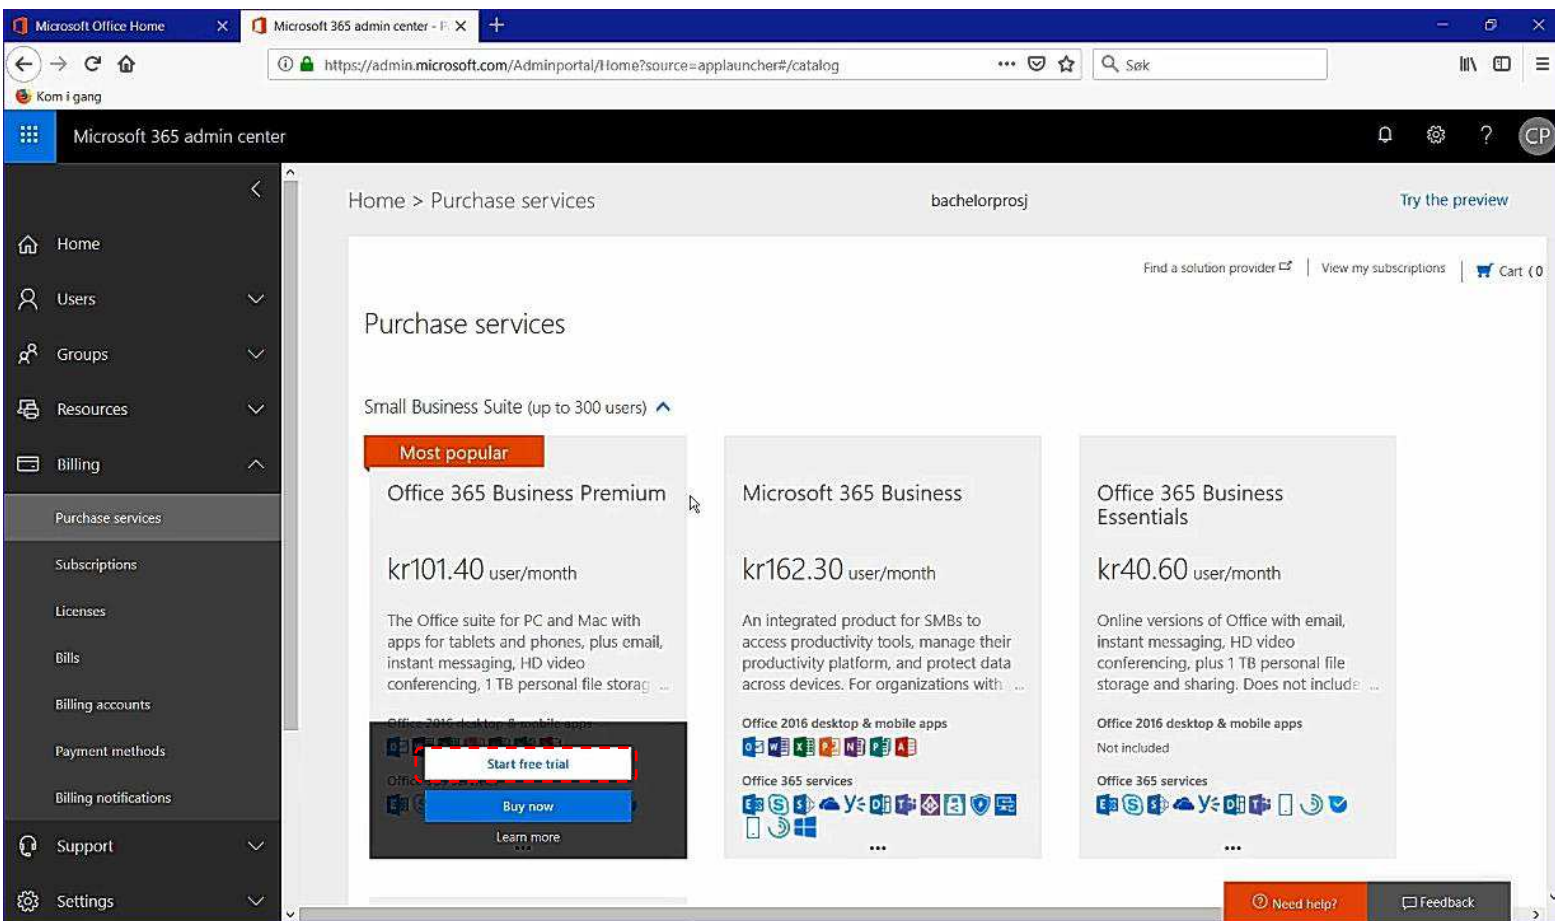 Microsoft Office Home
Microsoft 365 admin center -
https://admin.microsoft.com/Adminportal/Home?source=applauncher#/catalog
Søk
Kom i gang
Microsoft 365 admin center
?
CP
Home > Purchase services
bachelorprosj
Try the preview
Home
Users
Groups
Resources
Billing
Purchase services
Subscriptions
Licenses
Bills
Billing accounts
Payment methods
Billing notifications
Support
Settings
Find a solution provider
View my subscriptions
Cart (0
Purchase services
Small Business Suite (up to 300 users)
Most popular
Office 365 Business Premium
kr101.40 user/month
The Office suite for PC and Mac with
apps for tablets and phones, plus email,
instant messaging, HD video
conferencing, 1 TB personal file storag ...
Office 2016 desktop & mobile apps
Start free trial
Buy now
Learn more
Microsoft 365 Business
kr162.30 user/month
An integrated product for SMBs to
access productivity tools, manage their
productivity platform, and protect data
across devices. For organizations with ...
Office 2016 desktop & mobile apps
Office 365 services
Office 365 Business
Essentials
kr40.60 user/month
Online versions of Office with email,
instant messaging, HD video
conferencing, plus 1 TB personal file
storage and sharing. Does not include ...
Office 2016 desktop & mobile apps
Not included
Office 365 services
Need help?
Feedback